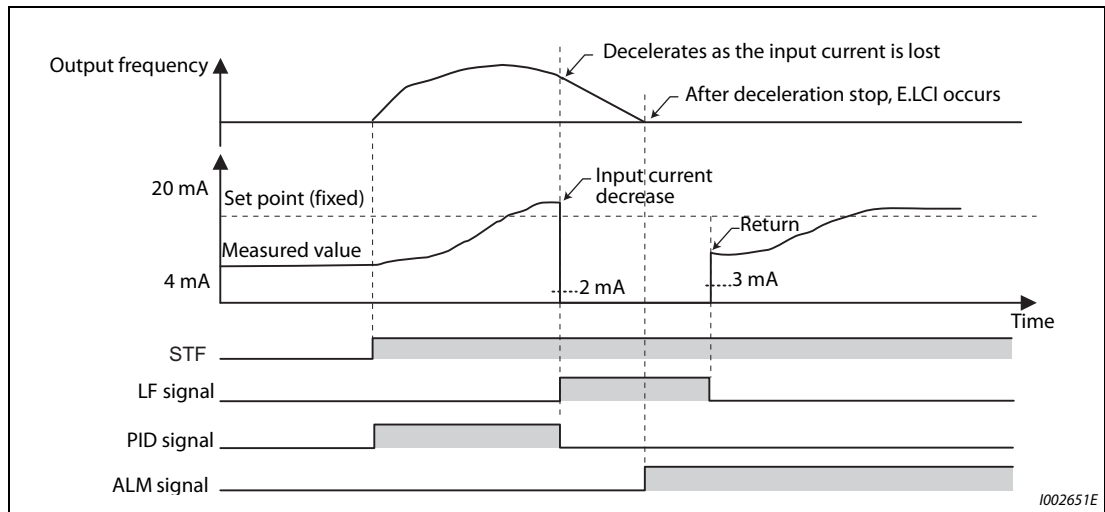 Output frequency
Decelerates as the input current is lost
After deceleration stop, E.LCI occurs
20 mA
Set point (fixed)
Input current
decrease
Return
Measured value
4 mA
2 mA
3 mA
Time
STF
LF signal
PID signal
ALM signal
I002651E